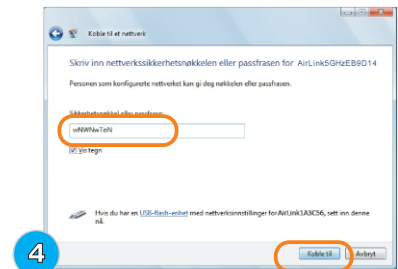 Koble til et nettverk
Skriv inn nettverkssikkerhetsnøkkelen eller passfrasen for AirLink5GHzEB9D14
Personen som konfigurerte nettverket kan gi deg nøkkelen eller passfrasen.
Sikkerhetsnøkkel eller passfrase:
wNWNwTeNl
Vis tegn
Hvis du har en USB-flash-enhet med nettverksinnstillinger for AirLink1A3C56, sett inn denne
nå.
4
Koble til Avbryt